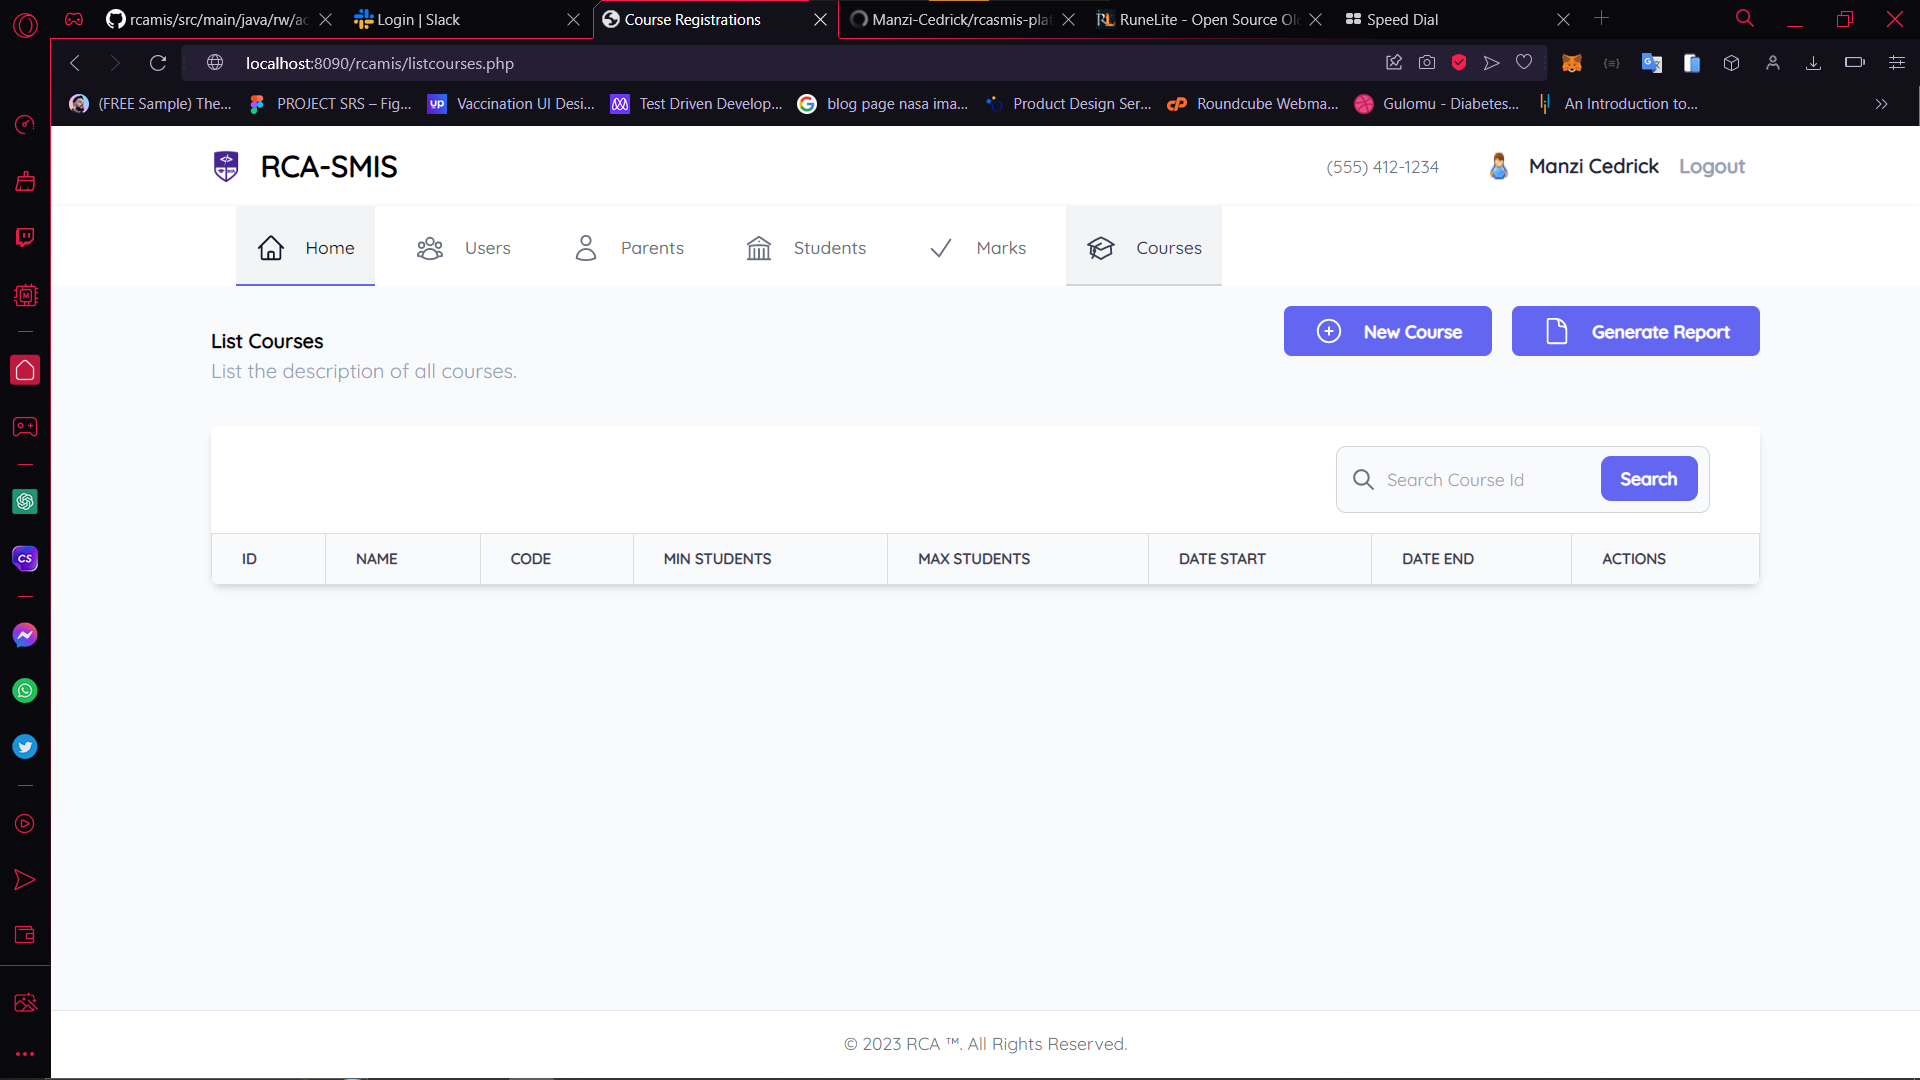 rcamis/src/main/java/rw/ac
Login | Slack
Course Registrations
Manzi-Cedrick/rcasmis-plat
RuneLite - Open Source Ol
Speed Dial
localhost:8090/rcamis/listcourses.php
(FREE Sample) The...
PROJECT SRS – Fig...
up
Vaccination UI Desi...
Test Driven Develop...
blog page nasa ima...
Product Design Ser...
Roundcube Webma...
Gulomu - Diabetes...
An Introduction to...
RCA-SMIS
(555) 412-1234
Manzi Cedrick
Logout
Home
Users
Parents
Students
Marks
Courses
New Course
Generate Report
List Courses
List the description of all courses.
Search Course Id
Search
ID
NAME
CODE
MIN STUDENTS
MAX STUDENTS
DATE START
DATE END
ACTIONS
CS
© 2023 RCA ™. All Rights Reserved.